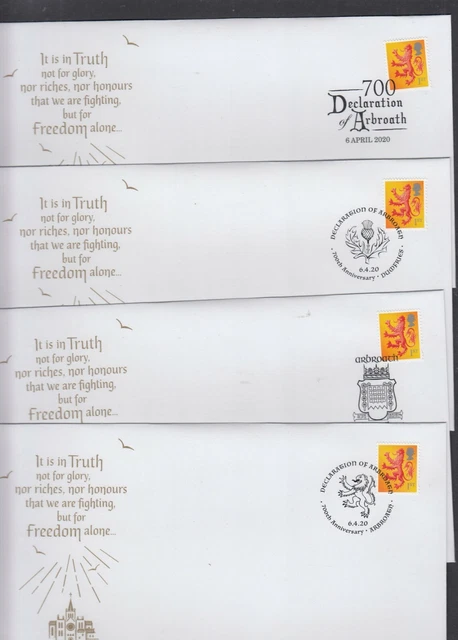 It is in Truth
not for glory,
nor riches, nor honours
that we are fighting,
but for
Freedom alone...
1st
700
Declaration
of Arbroath
6 APRIL 2020
It is in Truth
not for glory,
nor riches, nor honours
that we are fighting,
but for
Freedom alone...
1st
DECLARATION OF ARBROATH
6.4.20
700th Anniversary · DUMFRIES
It is in Truth
not for glory,
nor riches, nor honours
that we are fighting,
but for
Freedom alone...
1st
arbroath
It is in Truth
not for glory,
nor riches, nor honours
that we are fighting,
but for
Freedom alone...
1st
DECLARATION OF ARBROATH
6.4.20
700th Anniversary · ARBROATH